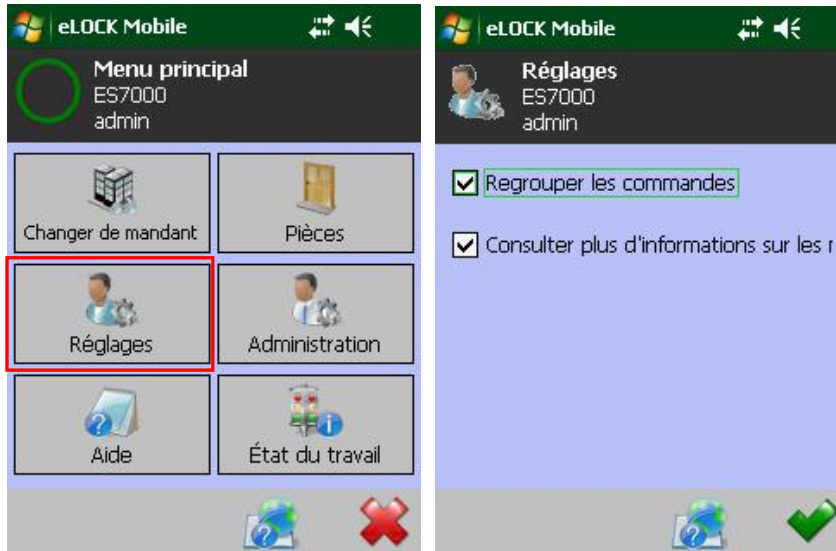 eLOCK Mobile
Menu principal
ES7000
admin
Changer de mandant
Pièces
Réglages
Administration
Aide
État du travail
eLOCK Mobile
Réglages
ES7000
admin
Regrouper les commandes
Consulter plus d'informations sur les